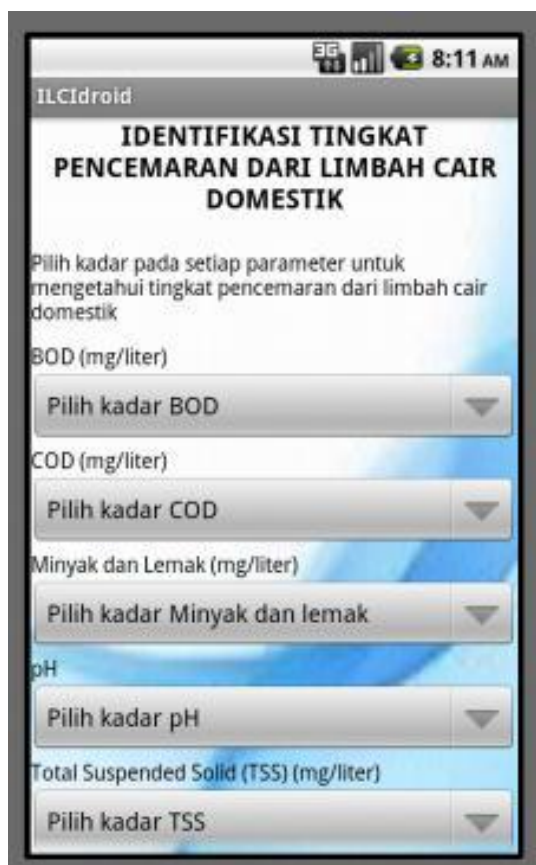 3G 8:11 AM
ILCIdroid
IDENTIFIKASI TINGKAT
PENCEMARAN DARI LIMBAH CAIR
DOMESTIK
Pilih kadar pada setiap parameter untuk
mengetahui tingkat pencemaran dari limbah cair
domestik
BOD (mg/liter)
Pilih kadar BOD
COD (mg/liter)
Pilih kadar COD
Minyak dan Lemak (mg/liter)
Pilih kadar Minyak dan lemak
pH
Pilih kadar pH
Total Suspended Solid (TSS) (mg/liter)
Pilih kadar TSS